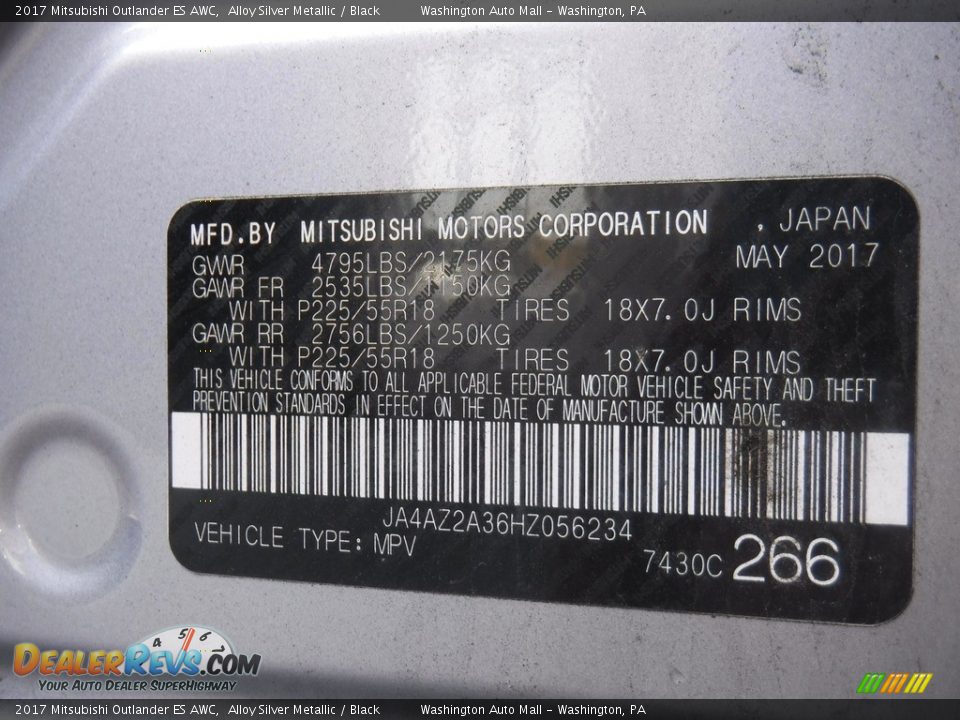 2017 Mitsubishi Outlander ES AWC, Alloy Silver Metallic / Black Washington Auto Mall - Washington, PA
MFD.BY MITSUBISHI MOTORS CORPORATION , JAPAN
GWWR 4795LBS/2175KG MAY 2017
GAWR FR 2535LBS/1150KG
WITH P225/55R18 TIRES 18X7.0J RIMS
GAWR RR 2756LBS/1250KG
WITH P225/55R18 TIRES 18X7.0J RIMS
THIS VEHICLE CONFORMS TO ALL APPLICABLE FEDERAL MOTOR VEHICLE SAFETY AND THEFT
PREVENTION STANDARDS IN EFFECT ON THE DATE OF MANUFACTURE SHOWN ABOVE.
JA4AZ2A36HZ056234
VEHICLE TYPE: MPV 7430C 266
4 5 6
DEALERREVS.COM
YOUR AUTO DEALER SUPERHIGHWAY
2017 Mitsubishi Outlander ES AWC, Alloy Silver Metallic / Black Washington Auto Mall - Washington, PA